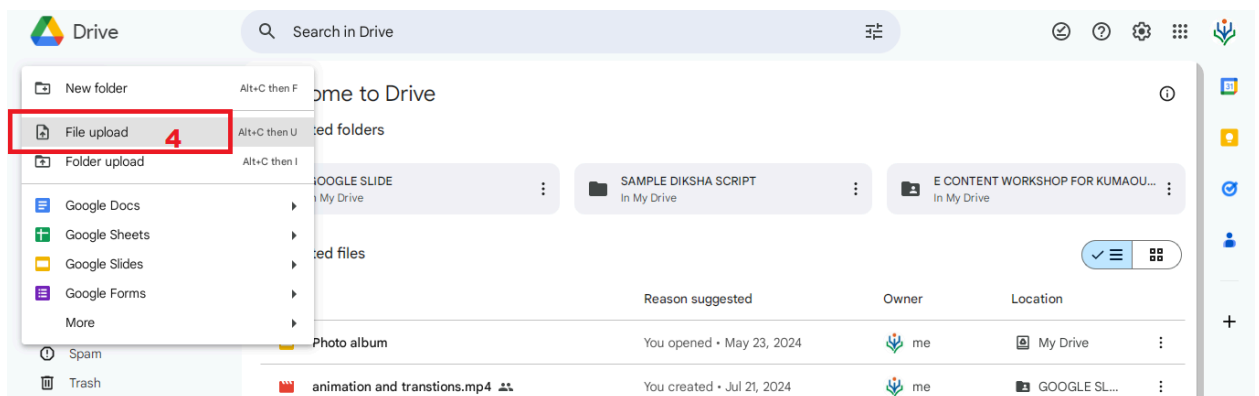 Drive
Search in Drive
New folder Alt+C then F
ome to Drive
File upload 4 Alt+C then U
ted folders
Folder upload Alt+C then I
GOOGLE SLIDE
My Drive
SAMPLE DIKSHA SCRIPT
In My Drive
E CONTENT WORKSHOP FOR KUMAOU...
In My Drive
Google Docs
Google Sheets
ted files
Google Slides
Google Forms
Reason suggested Owner Location
More
Photo album You opened • May 23, 2024 me My Drive
Spam
Trash
animation and transtions.mp4 You created • Jul 21, 2024 me GOOGLE SL...
31